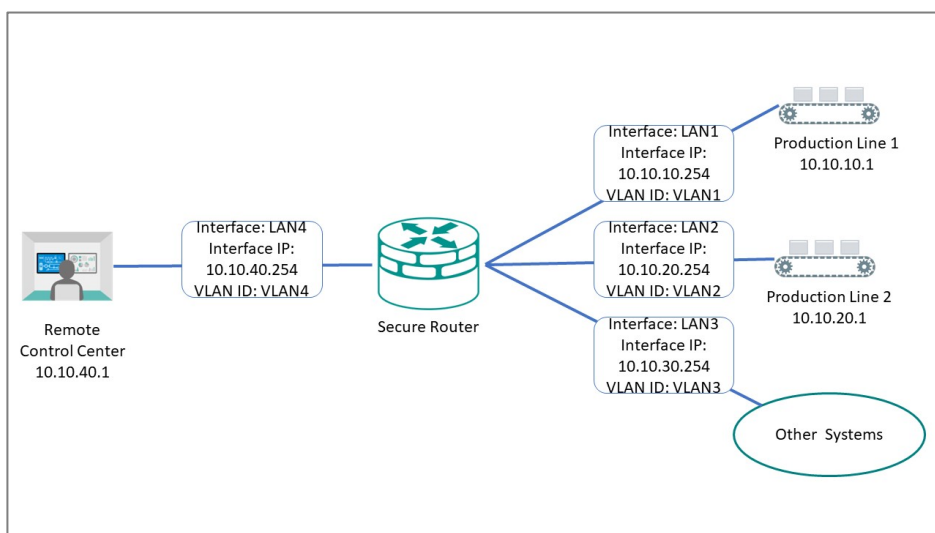 Interface: LAN1
Interface IP:
10.10.10.254
VLAN ID: VLAN1
Production Line 1
10.10.10.1
Interface: LAN4
Interface IP:
10.10.40.254
VLAN ID: VLAN4
Interface: LAN2
Interface IP:
10.10.20.254
VLAN ID: VLAN2
Production Line 2
10.10.20.1
Remote
Control Center
10.10.40.1
Secure Router
Interface: LAN3
Interface IP:
10.10.30.254
VLAN ID: VLAN3
Other Systems